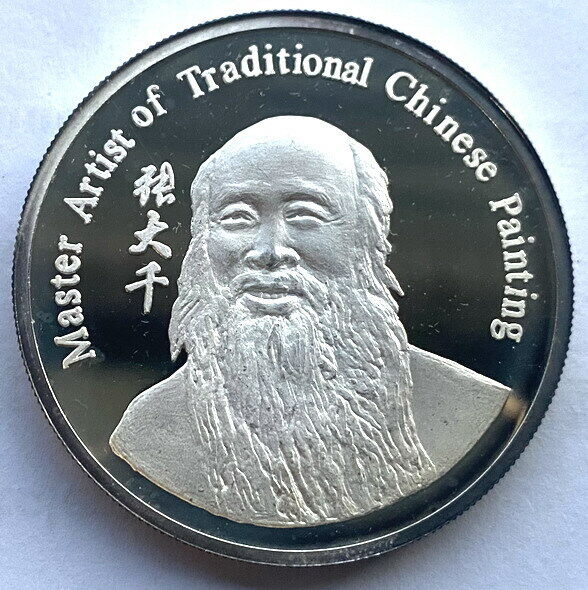 Master Artist of Traditional Chinese Painting
張大千